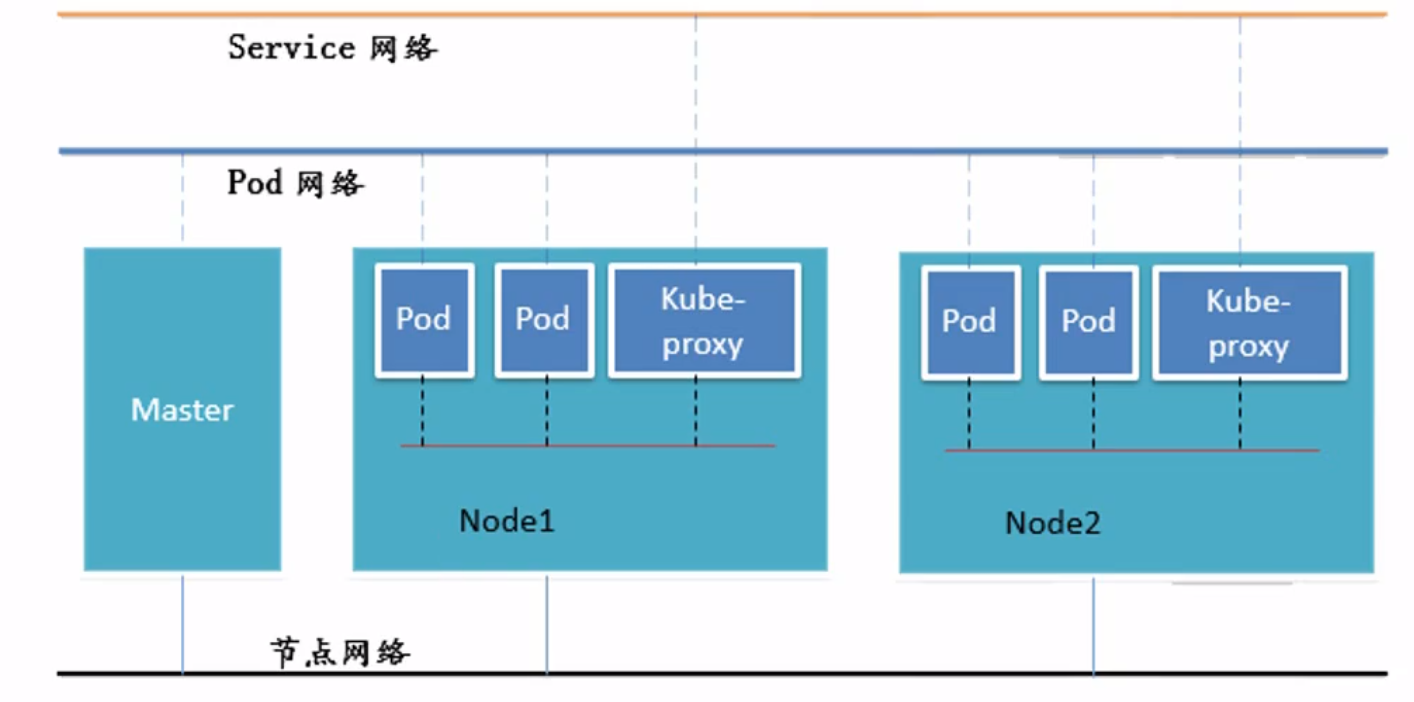 Service 网络
Pod 网络
Master
Pod
Pod
Kube-
proxy
Node1
Pod
Pod
Kube-
proxy
Node2
节点网络